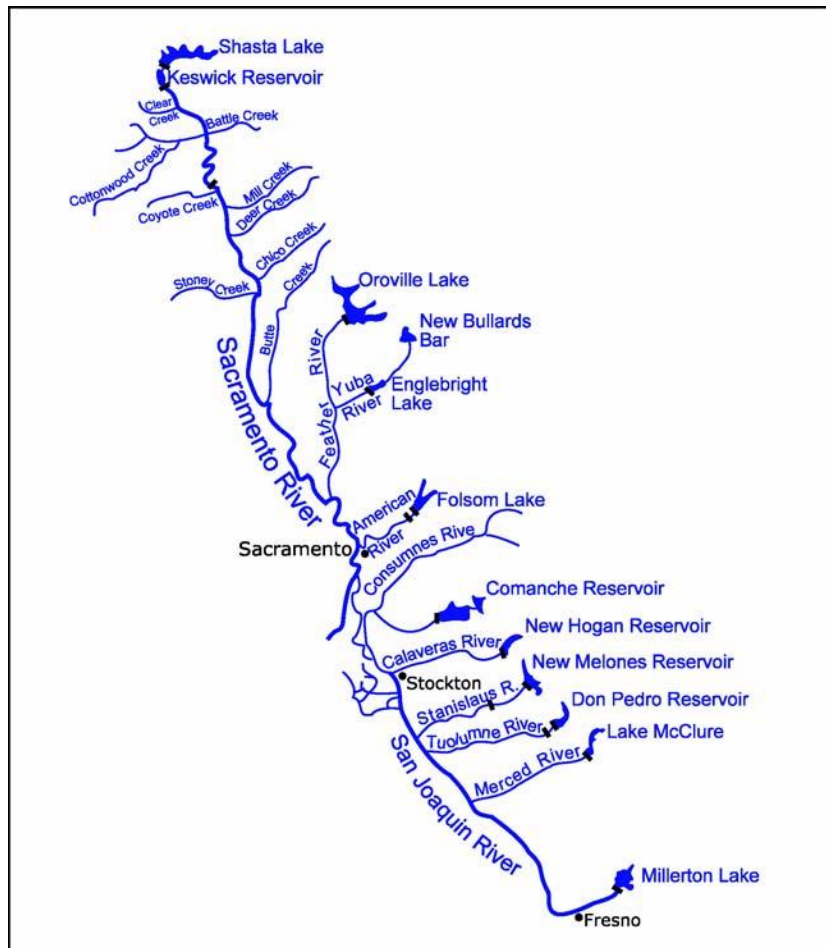 Shasta Lake
Keswick Reservoir
Clear
Creek
Battle Creek
Cottonwood Creek
Mill Creek
Coyote Creek
Deer Creek
Chico Creek
Stoney Creek
Butte Creek
Oroville Lake
New Bullards
Bar
Feather River
Yuba
River
Englebright
Lake
Sacramento River
American
River
Folsom Lake
Sacramento
Consumnes Rive
Comanche Reservoir
New Hogan Reservoir
Calaveras River
New Melones Reservoir
Stockton
Stanislaus R.
Don Pedro Reservoir
Tuolumne River
Lake McClure
San Joaquin River
Merced River
Millerton Lake
Fresno